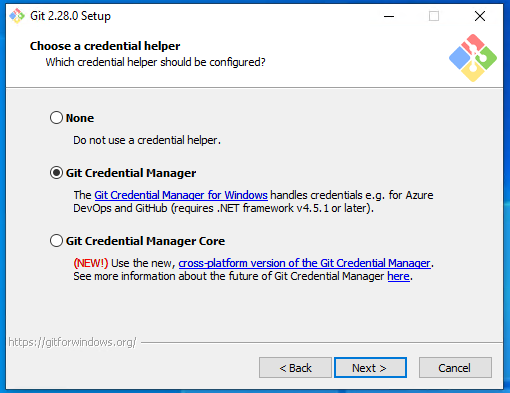 Git 2.28.0 Setup
Choose a credential helper
Which credential helper should be configured?
None
Do not use a credential helper.
Git Credential Manager
The Git Credential Manager for Windows handles credentials e.g. for Azure
DevOps and GitHub (requires .NET framework v4.5.1 or later).
Git Credential Manager Core
(NEW!) Use the new, cross-platform version of the Git Credential Manager.
See more information about the future of Git Credential Manager here.
https://gitforwindows.org/
< Back
Next >
Cancel